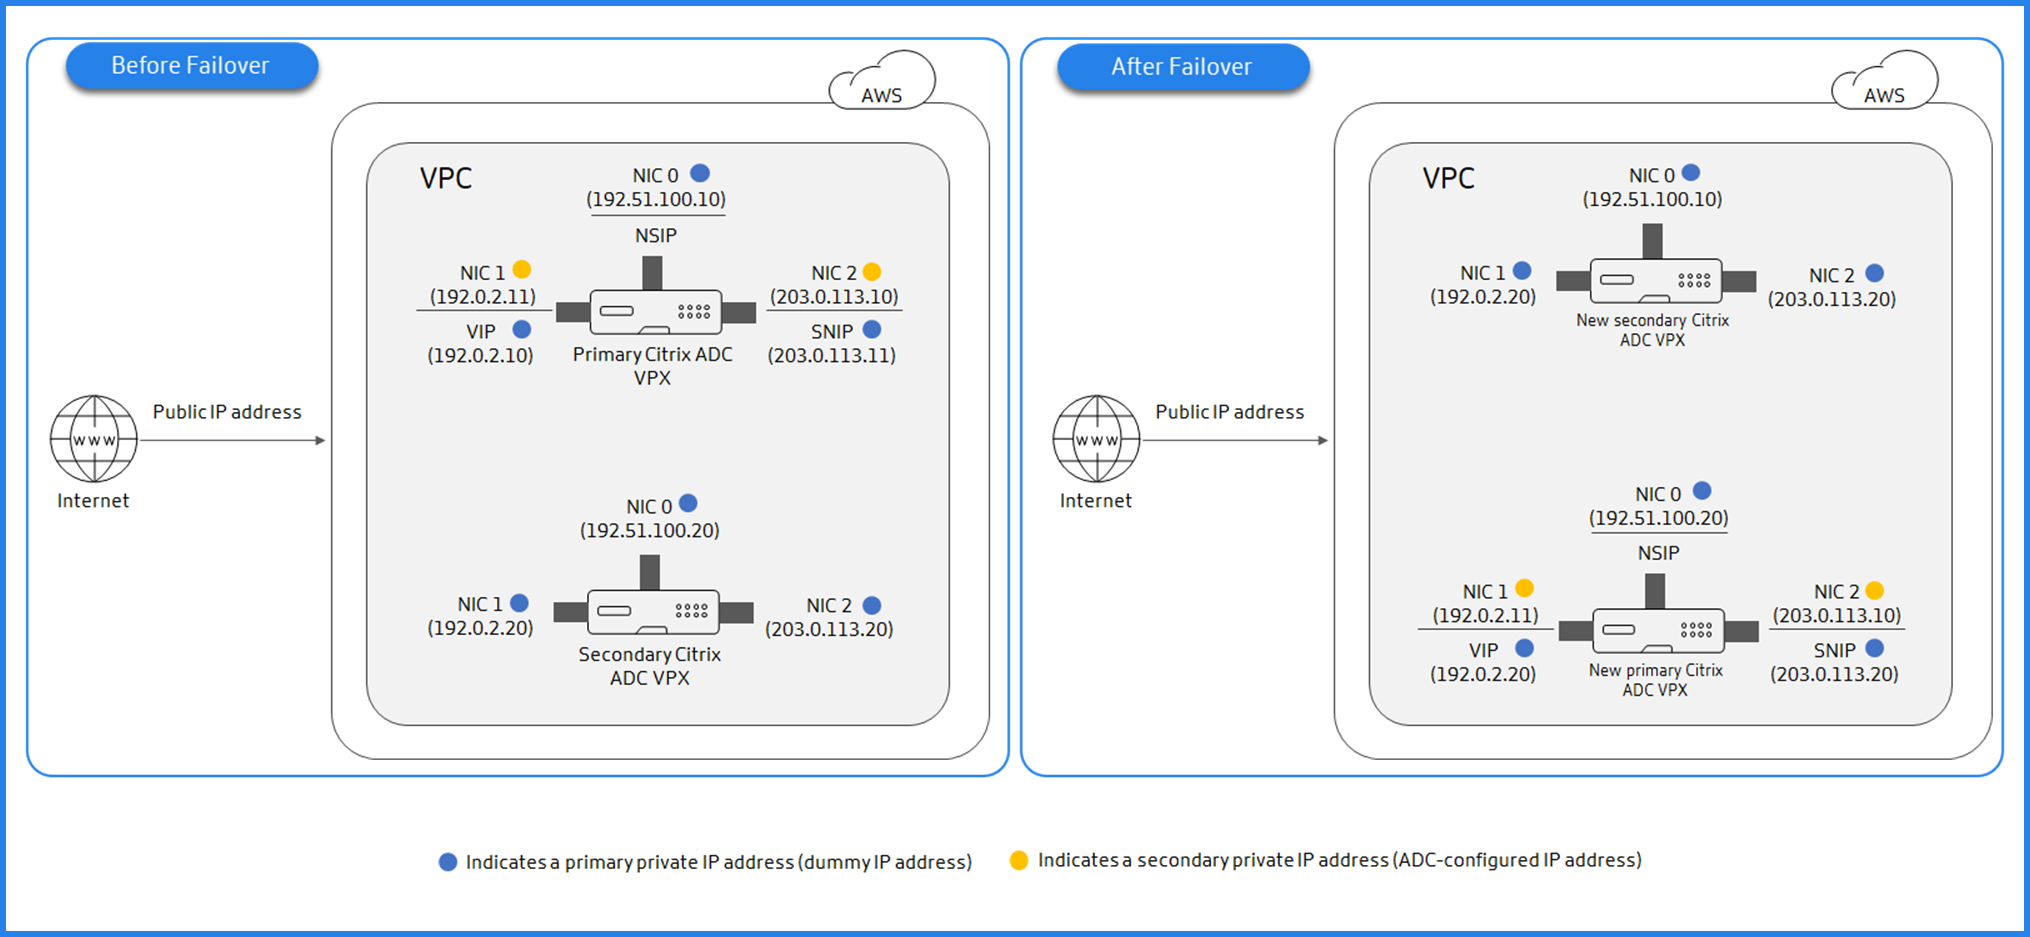 Before Failover
AWS
VPC
NIC 0
(192.51.100.10)
NSIP
NIC 1
(192.0.2.11)
VIP
(192.0.2.10)
NIC 2
(203.0.113.10)
SNIP
(203.0.113.11)
Primary Citrix ADC
VPX
Public IP address
www
Internet
NIC 0
(192.51.100.20)
NIC 1
(192.0.2.20)
NIC 2
(203.0.113.20)
Secondary Citrix
ADC VPX
After Failover
AWS
VPC
NIC 0
(192.51.100.10)
NIC 1
(192.0.2.20)
NIC 2
(203.0.113.20)
New secondary Citrix
ADC VPX
Public IP address
www
Internet
NIC 0
(192.51.100.20)
NSIP
NIC 1
(192.0.2.11)
VIP
(192.0.2.20)
NIC 2
(203.0.113.10)
SNIP
(203.0.113.20)
New primary Citrix
ADC VPX
Indicates a primary private IP address (dummy IP address)
Indicates a secondary private IP address (ADC-configured IP address)